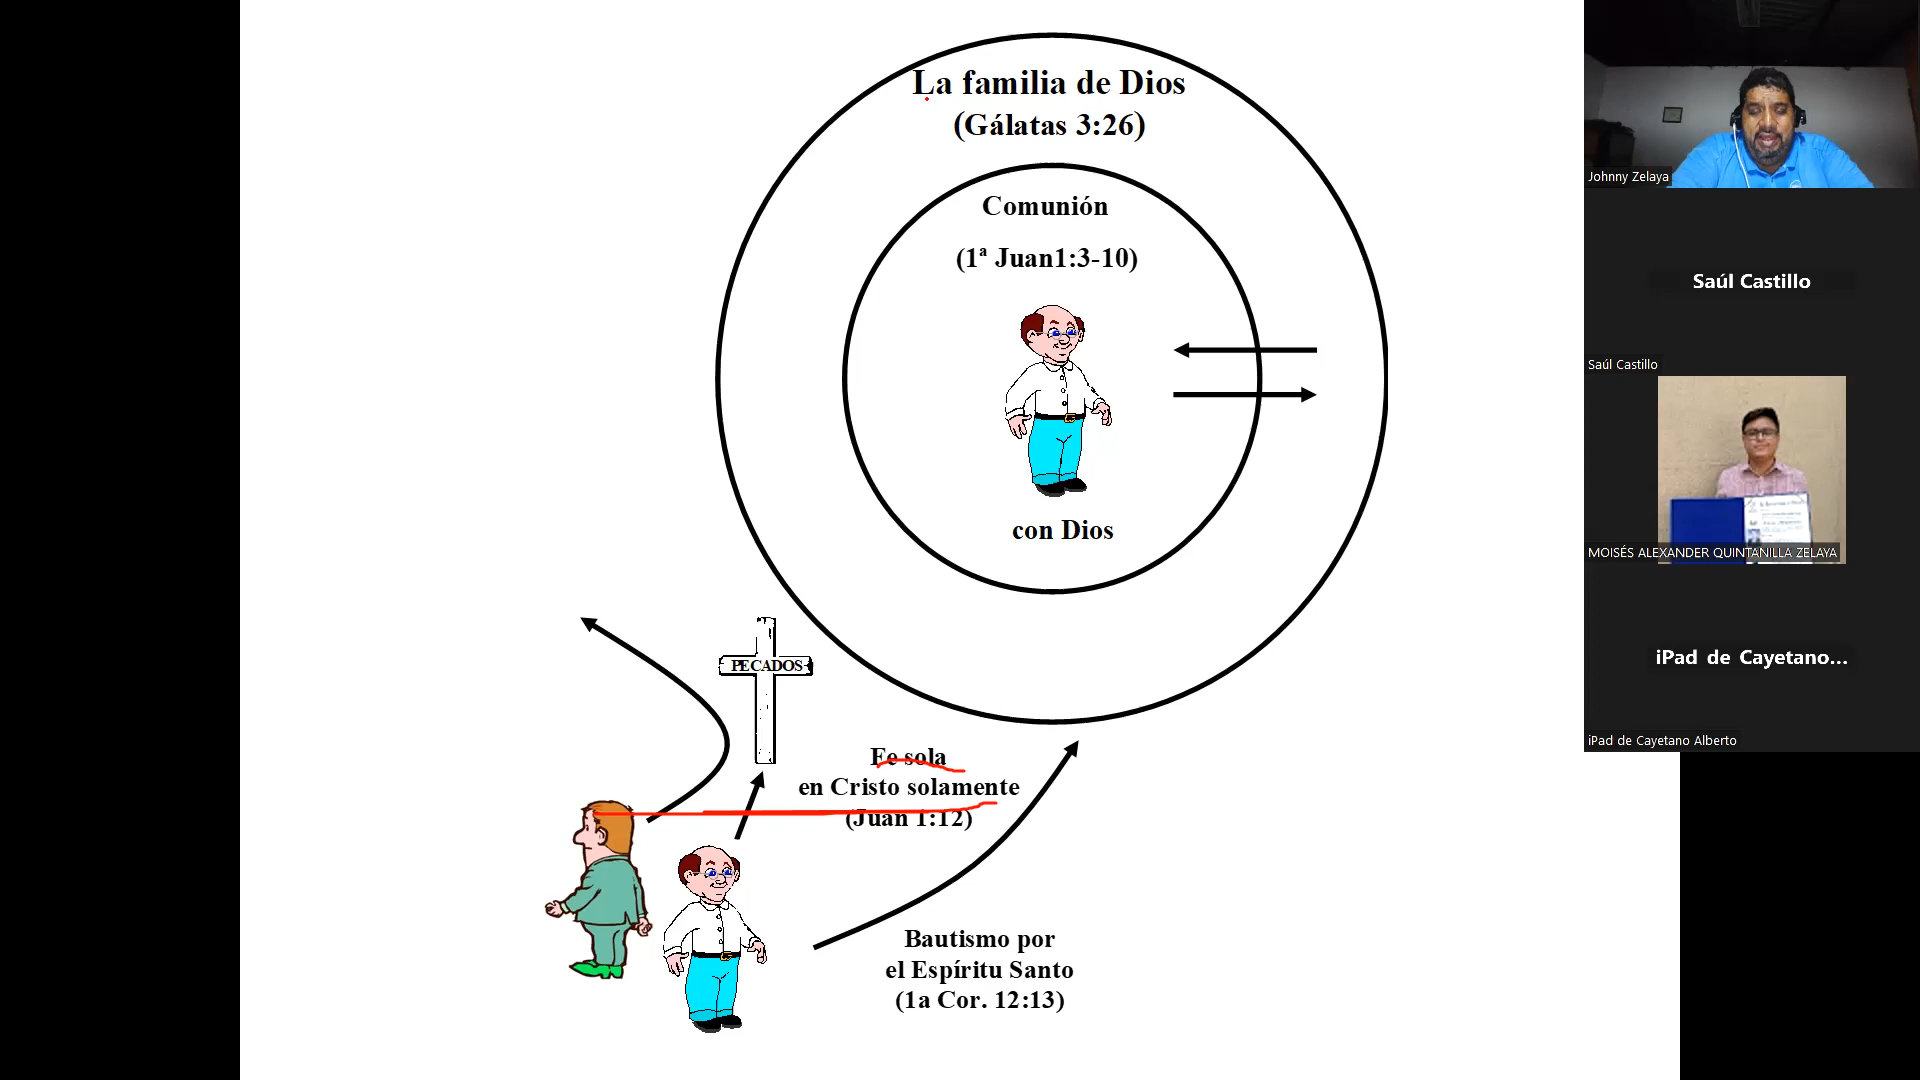 La familia de Dios
(Gálatas 3:26)
Comunión
(1ª Juan1:3-10)
con Dios
PECADOS
Fe sola
en Cristo solamente
(Juan 1:12)
Bautismo por
el Espíritu Santo
(1a Cor. 12:13)
Johnny Zelaya
Saúl Castillo
Saúl Castillo
MOISÉS ALEXANDER QUINTANILLA ZELAYA
iPad de Cayetano...
iPad de Cayetano Alberto